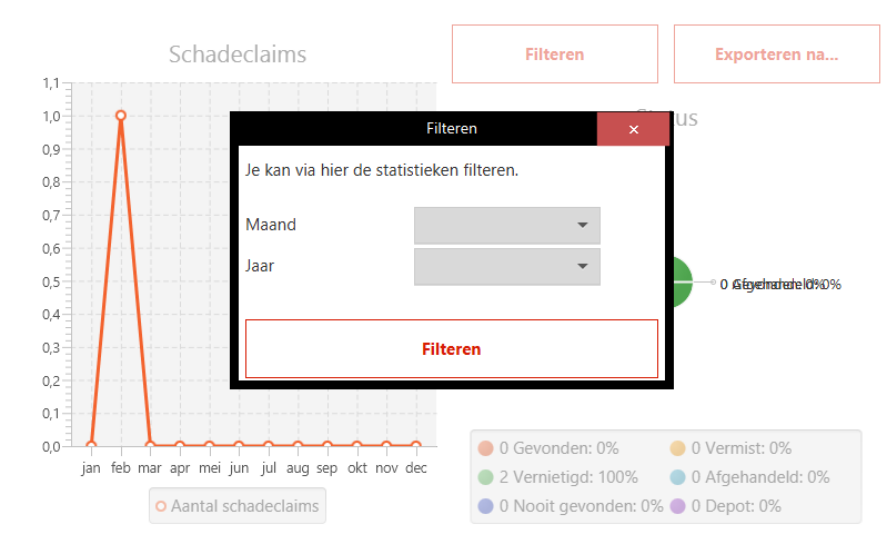 Schadeclaims
Filteren
Exporteren na...
1,1
1,0
0,9
0,8
0,7
0,6
0,5
0,4
0,3
0,2
0,1
0,0
jan feb mar apr mei jun jul aug sep okt nov dec
Aantal schadeclaims
Filteren
×
Je kan via hier de statistieken filteren.
Maand
Jaar
Filteren
0 Gevonden: 0%
0 Vermist: 0%
2 Vernietigd: 100%
0 Afgehandeld: 0%
0 Nooit gevonden: 0%
0 Depot: 0%